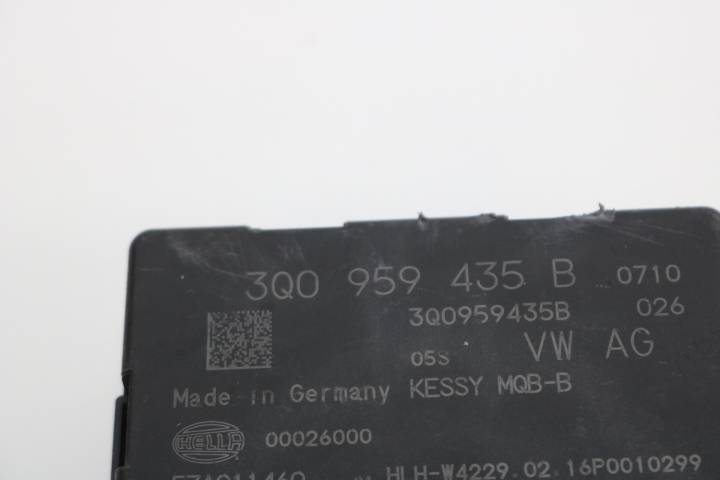 3Q0 959 435 B 0710
3Q0959435B 026
05S VW AG
Made in Germany KESSY MQB-B
HELLA 00026000
HLH-W4229.02.16P0010299